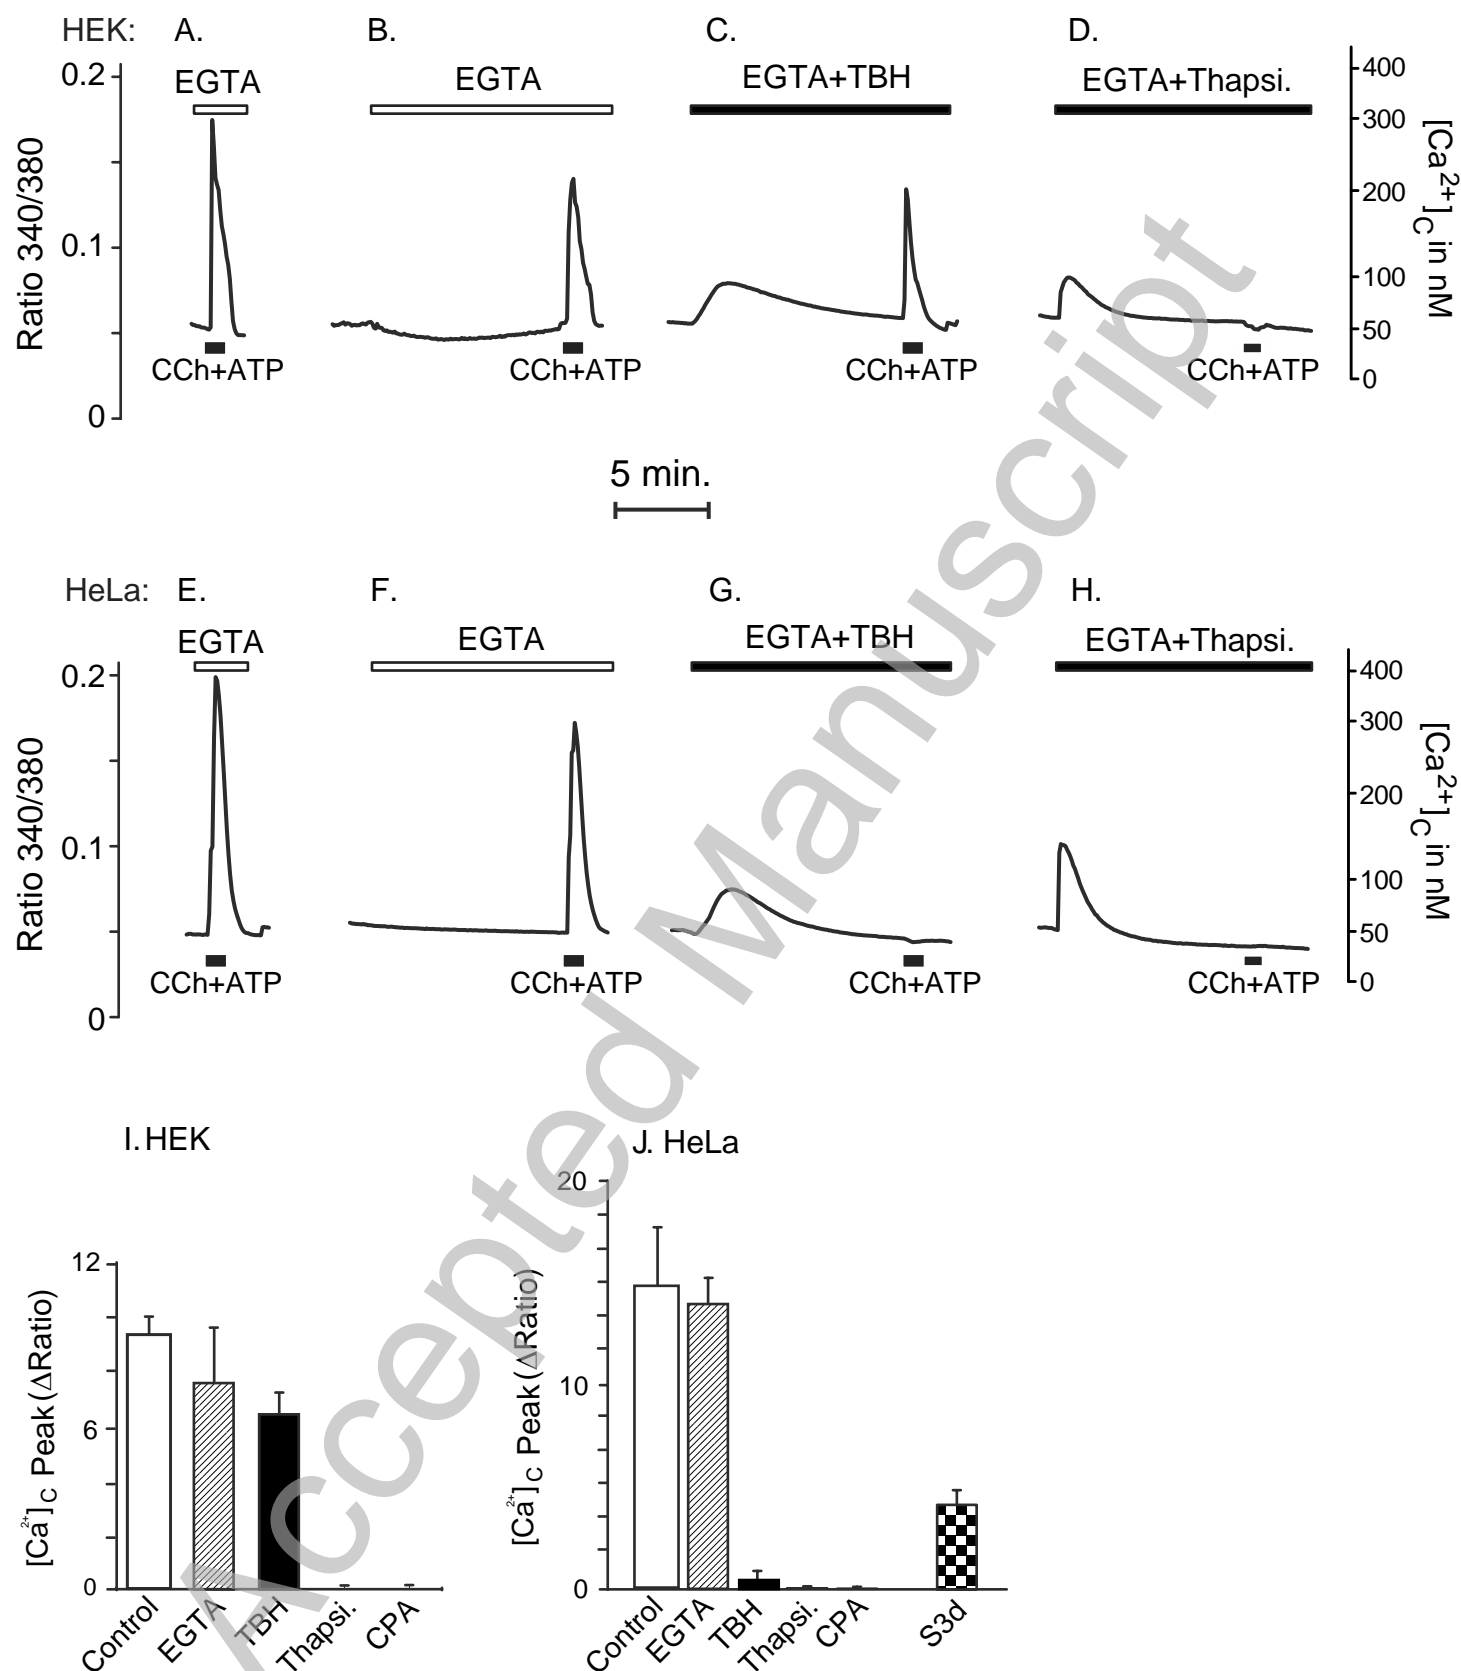 HEK: A. B. C. D.
EGTA EGTA EGTA+TBH EGTA+Thapsi.
0.2
0.1
0
Ratio 340/380
400
300
200
100
50
0
[Ca2+]C in nM
CCh+ATP CCh+ATP CCh+ATP CCh+ATP
5 min.
HeLa: E. F. G. H.
EGTA EGTA EGTA+TBH EGTA+Thapsi.
0.2
0.1
0
Ratio 340/380
400
300
200
100
50
0
[Ca2+]C in nM
CCh+ATP CCh+ATP CCh+ATP CCh+ATP
I. HEK
12
6
0
[Ca2+]C Peak (ΔRatio)
Control EGTA TBH Thapsi. CPA
J. HeLa
20
10
0
[Ca2+]C Peak (ΔRatio)
Control EGTA TBH Thapsi. CPA S3d
Accepted Manuscript